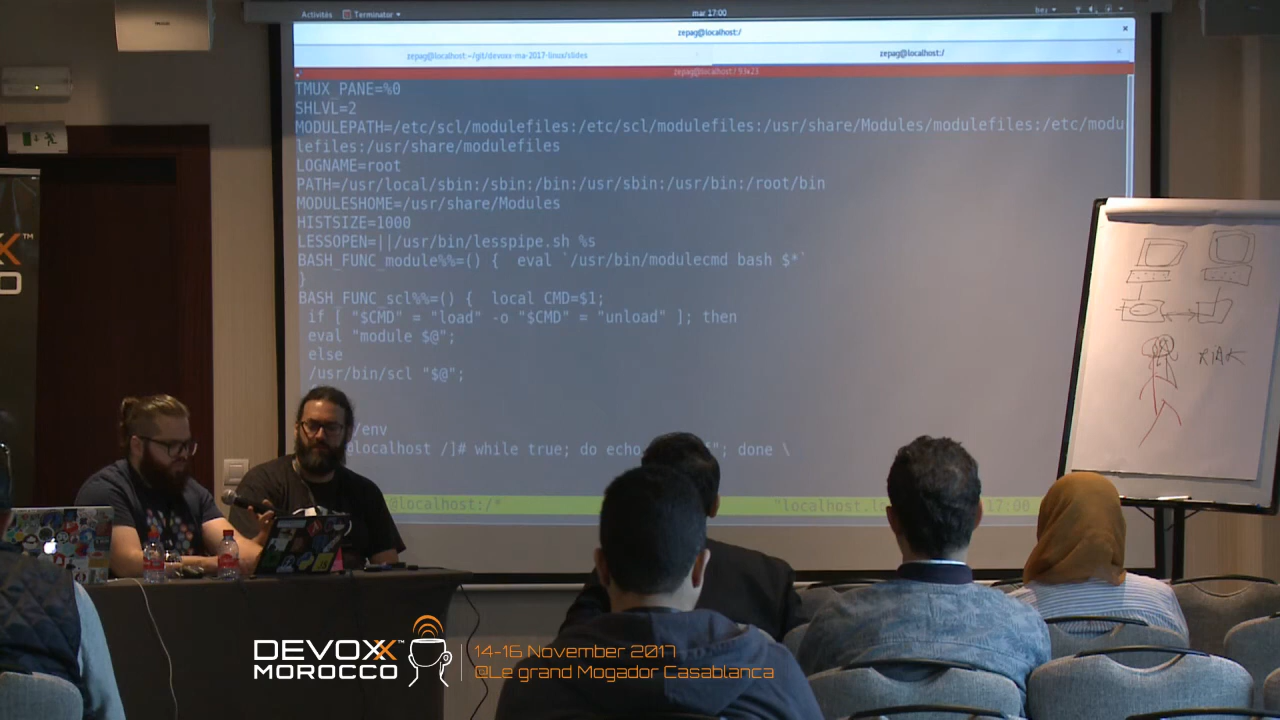 Activités Terminator mar 17:00
zepag@localhost:/
zepag@localhost:~/git/devoxx-ma-2017-linux/slides zepag@localhost:/
zepag@localhost:/ 93x23
TMUX_PANE=%0
SHLVL=2
MODULEPATH=/etc/scl/modulefiles:/etc/scl/modulefiles:/usr/share/Modules/modulefiles:/etc/modu
lefiles:/usr/share/modulefiles
LOGNAME=root
PATH=/usr/local/sbin:/sbin:/bin:/usr/sbin:/usr/bin:/root/bin
MODULESHOME=/usr/share/Modules
HISTSIZE=1000
LESSOPEN=||/usr/bin/lesspipe.sh %s
BASH_FUNC_module%%=() {  eval `/usr/bin/modulecmd bash $*`
}
BASH_FUNC_scl%%=() {  local CMD=$1;
if [ "$CMD" = "load" -o "$CMD" = "unload" ]; then
eval "module $@";
else
/usr/bin/scl "$@";
/env
@localhost /]# while true; do echo "; done \
@localhost:/* "localhost.l 17:00
RIAK
DEVOXX™ MOROCCO
14-16 November 2017
@Le grand Mogador Casablanca